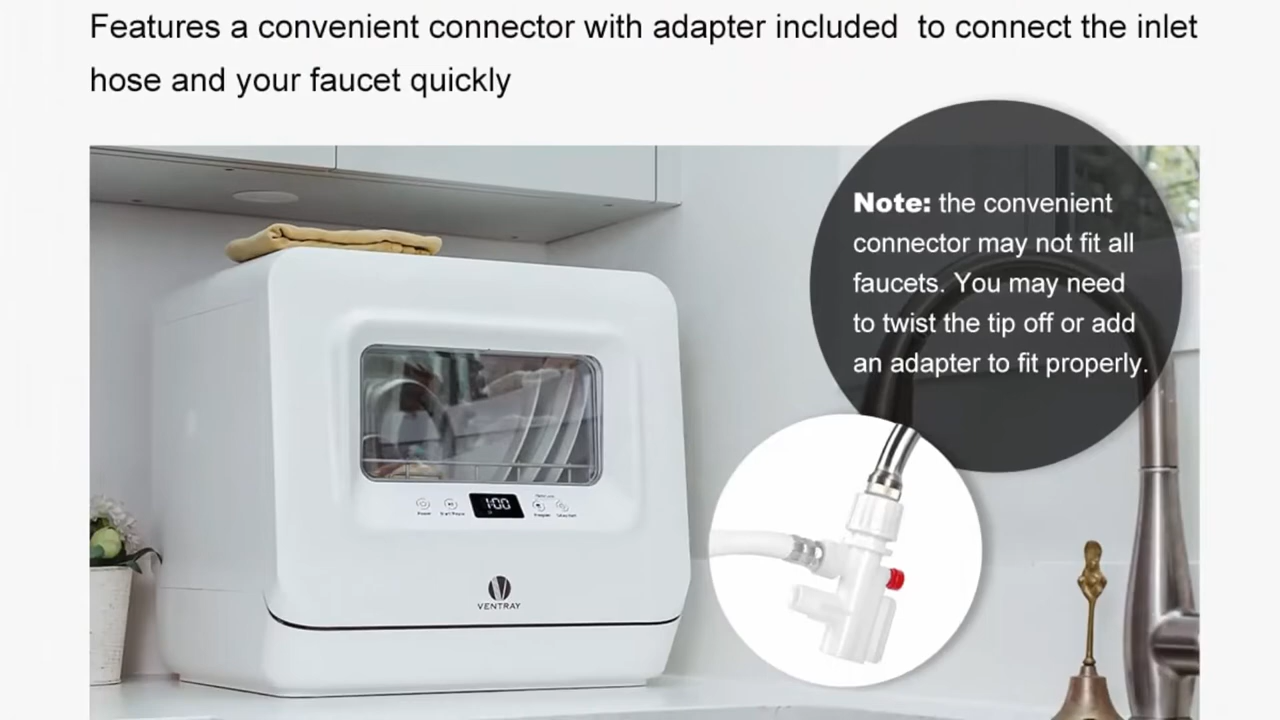 Features a convenient connector with adapter included  to connect the inlet
hose and your faucet quickly
Note: the convenient
connector may not fit all
faucets. You may need
to twist the tip off or add
an adapter to fit properly.
1:00
VENTRAY